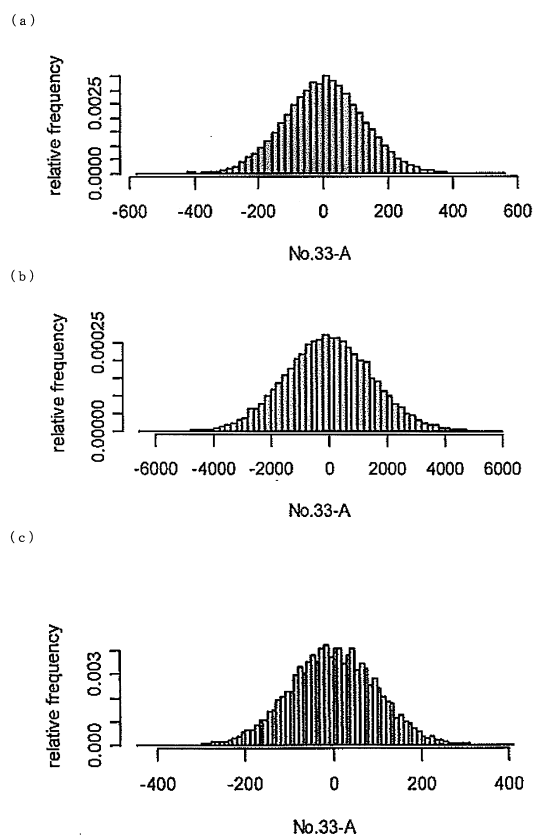 (a)
relative frequency
0.0000 0.0025
-600 -400 -200 0 200 400 600
No.33-A
(b)
relative frequency
0.00000 0.00025
-6000 -4000 -2000 0 2000 4000 6000
No.33-A
(c)
relative frequency
0.000 0.003
-400 -200 0 200 400
No.33-A